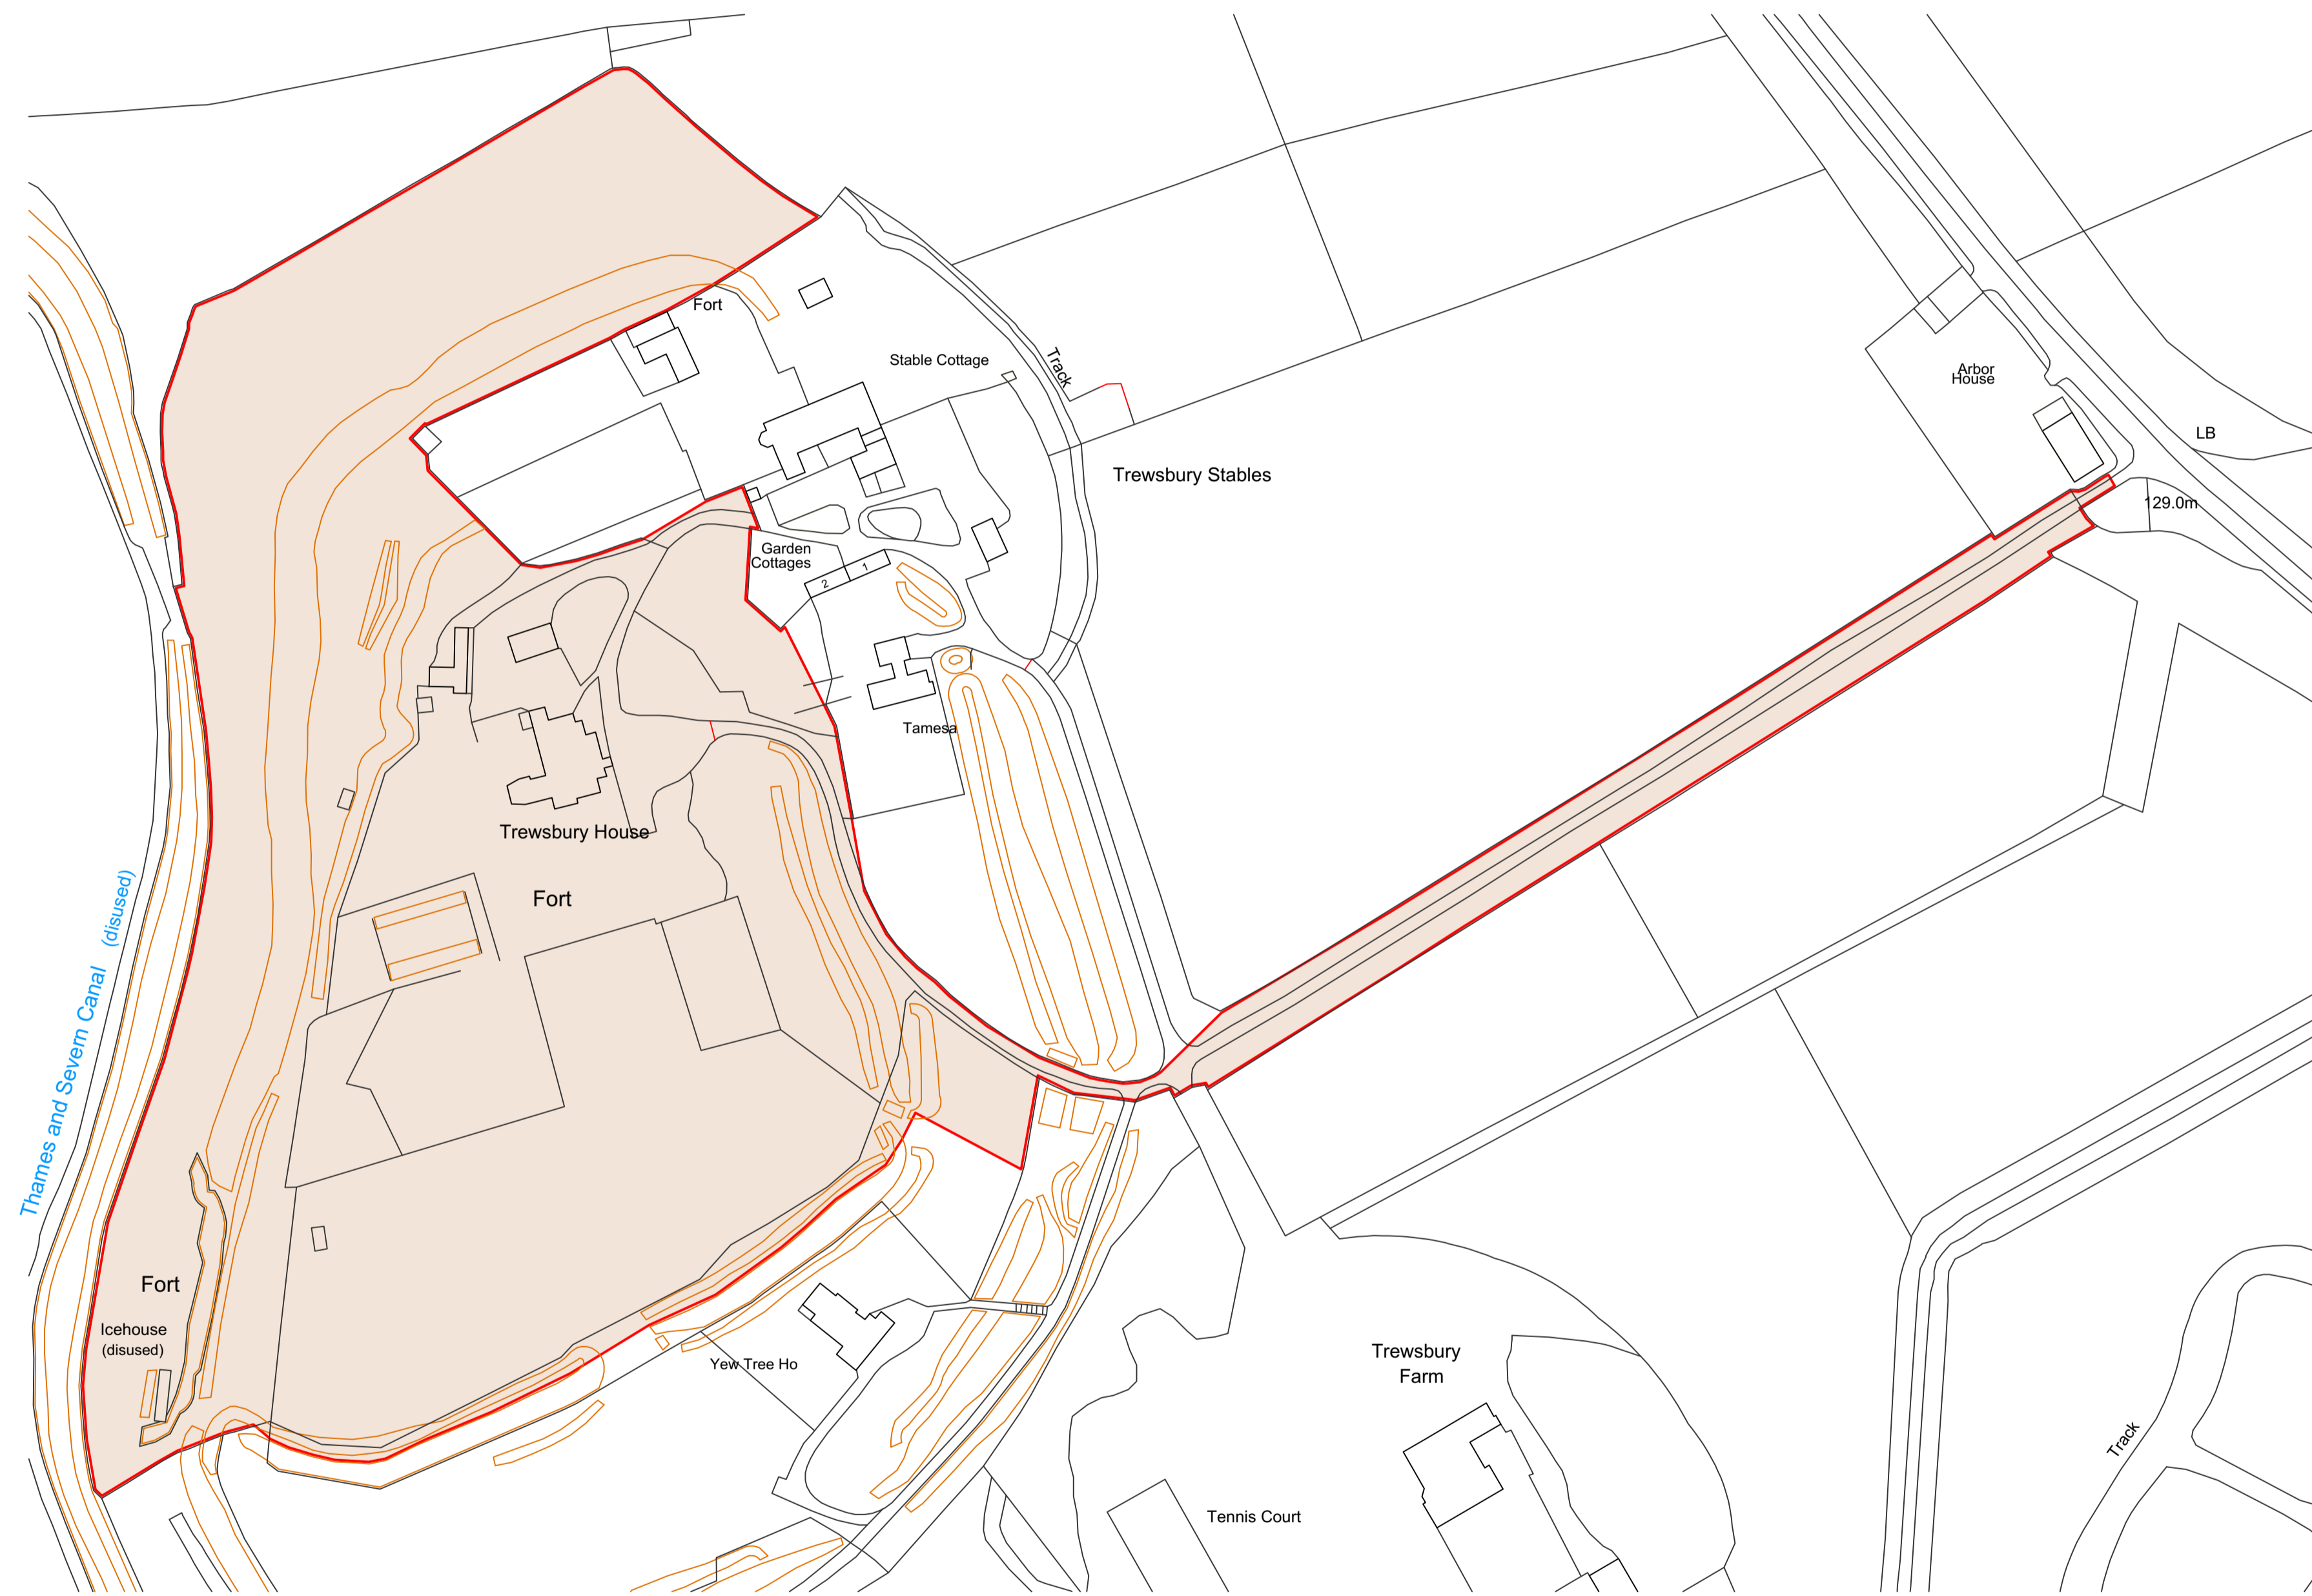 Fort
Stable Cottage
Track
Arbor
House
LB
Trewsbury Stables
129.0m
Garden
Cottages
1
2
Tamesa
Trewsbury House
Fort
Thames and Severn Canal (disused)
Fort
Icehouse
(disused)
Yew Tree Ho
Trewsbury
Farm
Track
Tennis Court